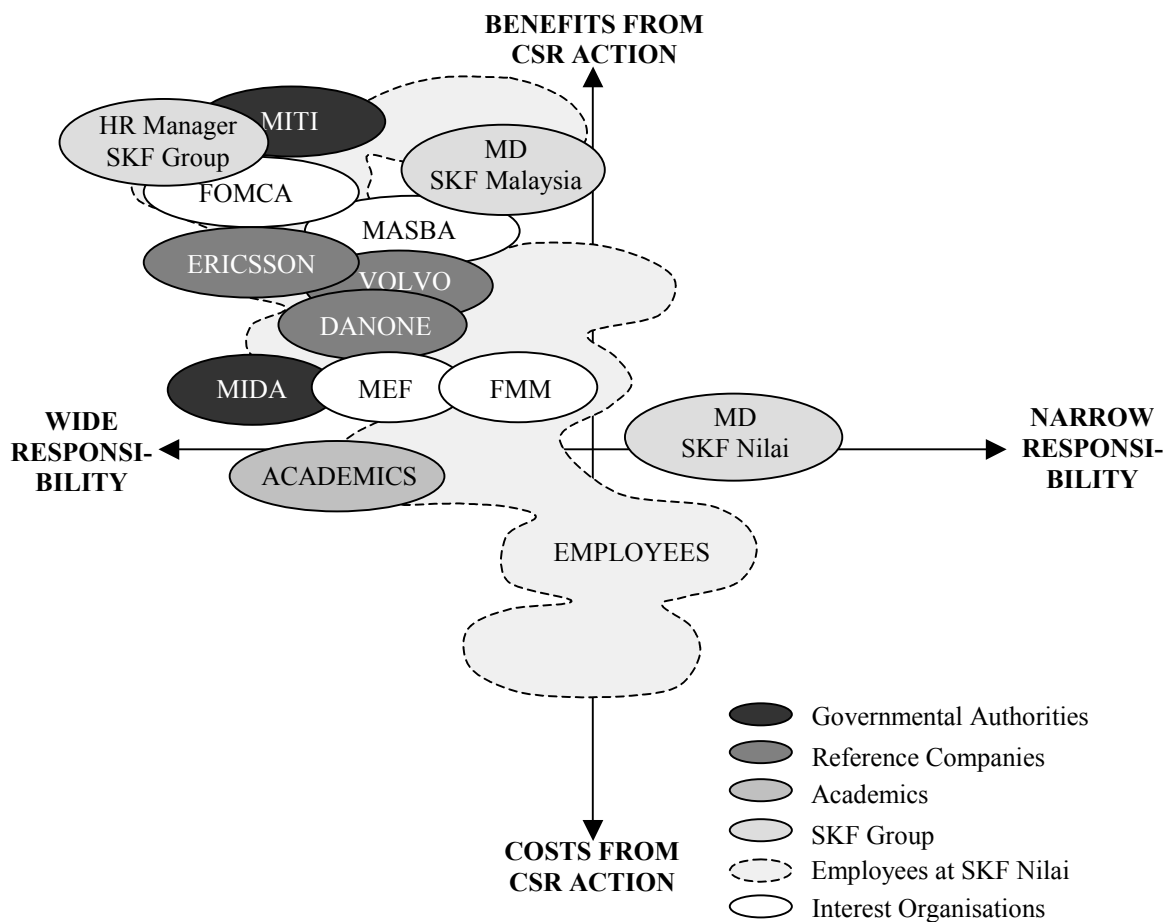 BENEFITS FROM
CSR ACTION
MITI
HR Manager
SKF Group
MD
SKF Malaysia
FOMCA
MASBA
ERICSSON
VOLVO
DANONE
MIDA
MEF
FMM
WIDE
RESPONSI-
BILITY
MD
SKF Nilai
NARROW
RESPONSI-
BILITY
ACADEMICS
EMPLOYEES
Governmental Authorities
Reference Companies
Academics
SKF Group
Employees at SKF Nilai
Interest Organisations
COSTS FROM
CSR ACTION